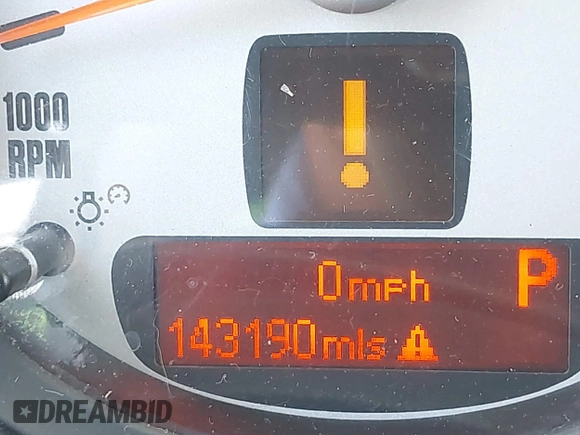 1000
RPM
!
0mph
P
143190mls
DREAMBID